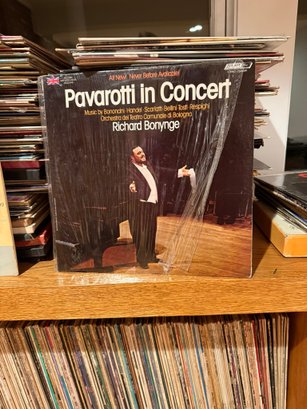 All New! Never Before Available!
Pavarotti in Concert
Music by Bononcini Handel Scarlatti Bellini Tosti Respighi
Orchestra del Teatro Comunale di Bologna
Richard Bonynge